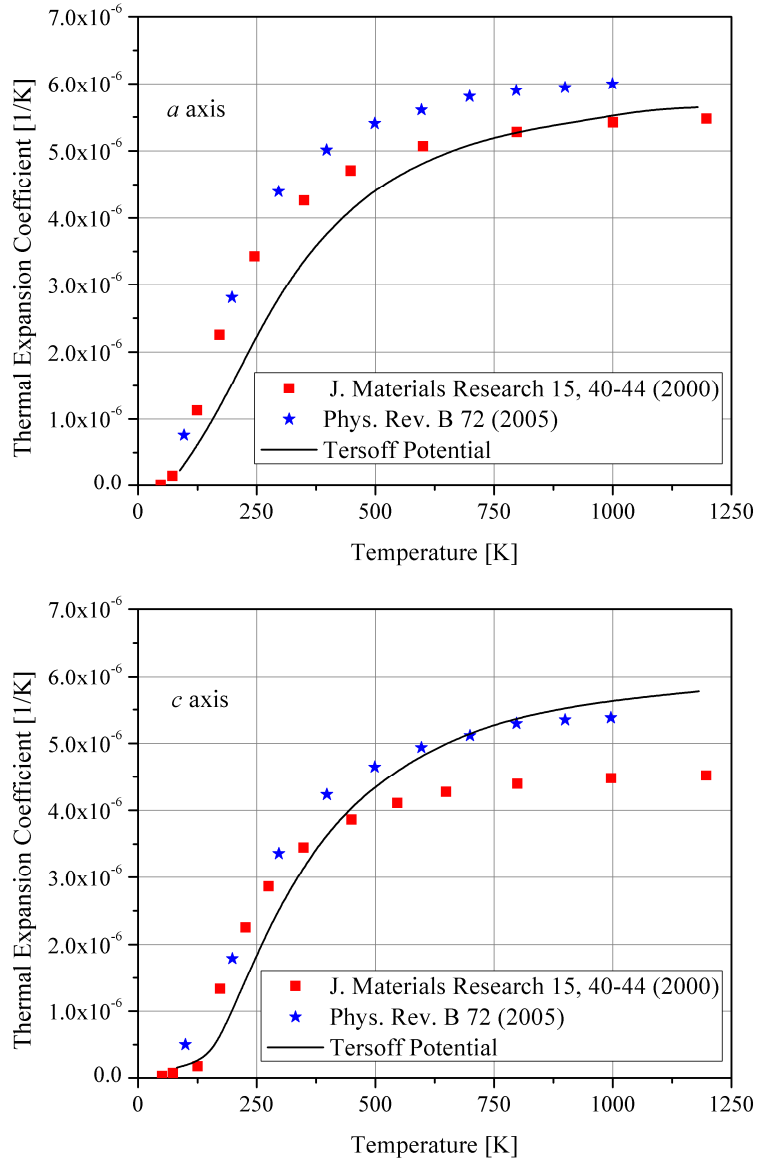 Thermal Expansion Coefficient [1/K]
7.0x10⁻⁶
6.0x10⁻⁶
5.0x10⁻⁶
4.0x10⁻⁶
3.0x10⁻⁶
2.0x10⁻⁶
1.0x10⁻⁶
0.0
a axis
J. Materials Research 15, 40-44 (2000)
Phys. Rev. B 72 (2005)
Tersoff Potential
0 250 500 750 1000 1250
Temperature [K]
Thermal Expansion Coefficient [1/K]
7.0x10⁻⁶
6.0x10⁻⁶
5.0x10⁻⁶
4.0x10⁻⁶
3.0x10⁻⁶
2.0x10⁻⁶
1.0x10⁻⁶
0.0
c axis
J. Materials Research 15, 40-44 (2000)
Phys. Rev. B 72 (2005)
Tersoff Potential
0 250 500 750 1000 1250
Temperature [K]